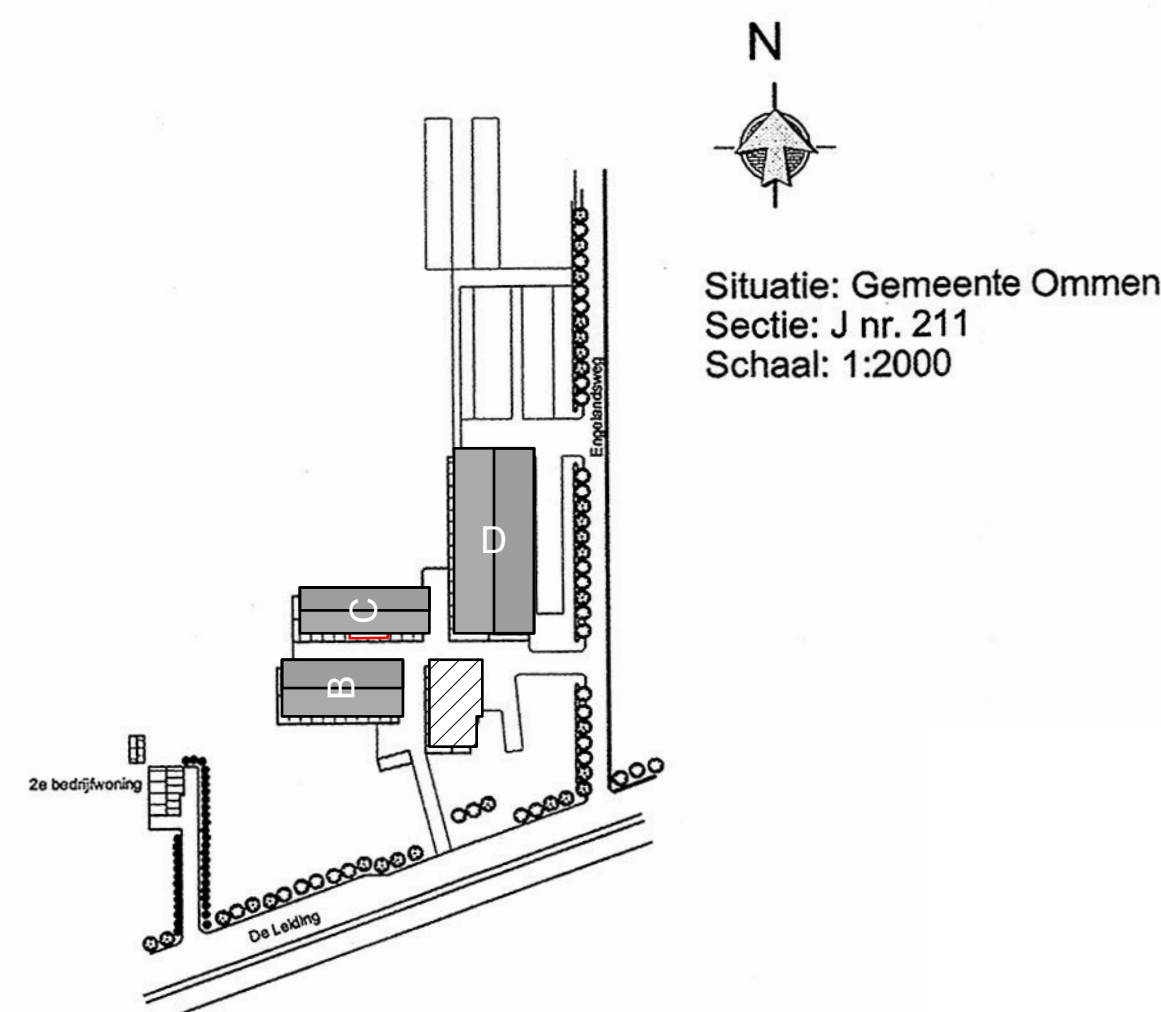 N
Situatie: Gemeente Ommen
Sectie: J nr. 211
Schaal: 1:2000
Engelandsweg
D
C
B
2e bedrijfwoning
De Leiding